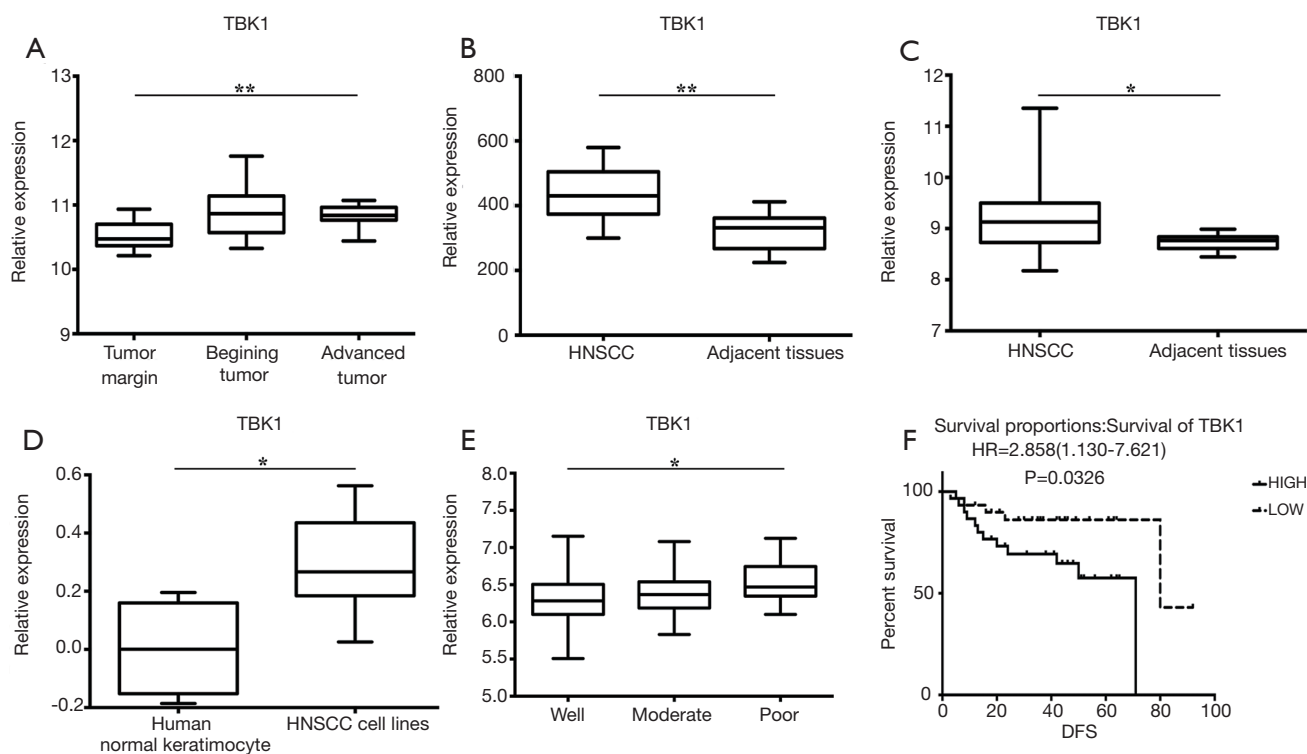 TBK1
A
**
Relative expression
13
12
11
10
9
Tumor
margin
Begining
tumor
Advanced
tumor
TBK1
B
**
Relative expression
800
600
400
200
0
HNSCC
Adjacent tissues
TBK1
C
*
Relative expression
12
11
10
9
8
7
HNSCC
Adjacent tissues
TBK1
D
*
Relative expression
0.6
0.4
0.2
0.0
-0.2
Human
normal keratimocyte
HNSCC cell lines
TBK1
E
*
Relative expression
8.0
7.5
7.0
6.5
6.0
5.5
5.0
Well
Moderate
Poor
F
Survival proportions:Survival of TBK1
HR=2.858(1.130-7.621)
P=0.0326
HIGH
LOW
Percent survival
100
50
0
0
20
40
60
80
100
DFS